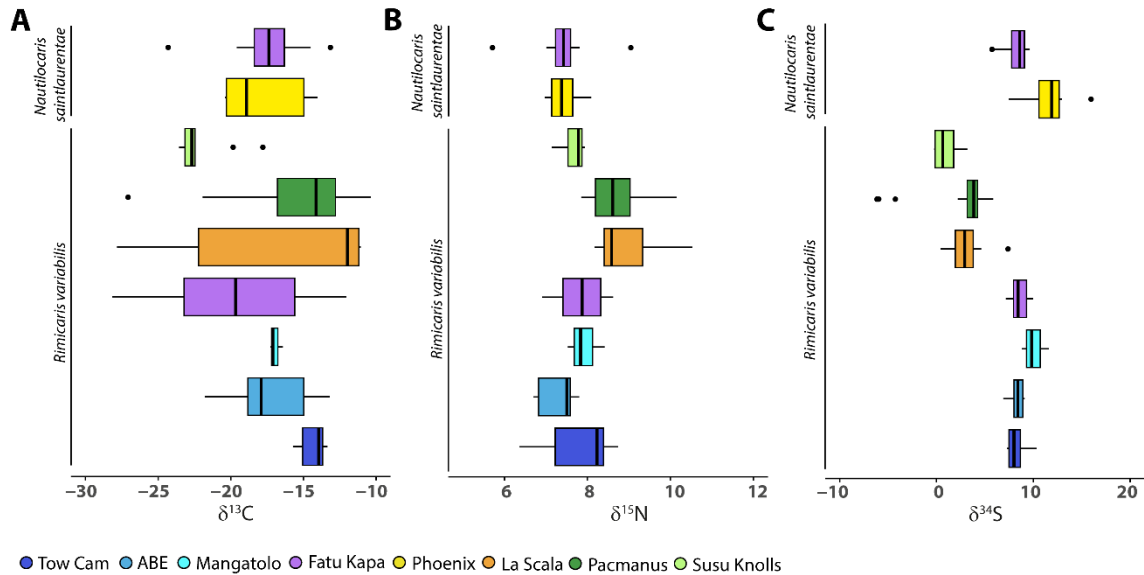 A
B
C
Nautilocaris
saintlaurentae
Rimicaris variabilis
−30
−25
−20
−15
−10
δ¹³C
Nautilocaris
saintlaurentae
Rimicaris variabilis
6
8
10
12
δ¹⁵N
Nautilocaris
saintlaurentae
Rimicaris variabilis
−10
0
10
20
δ³⁴S
Tow Cam ABE Mangatolo Fatu Kapa Phoenix La Scala Pacmanus Susu Knolls